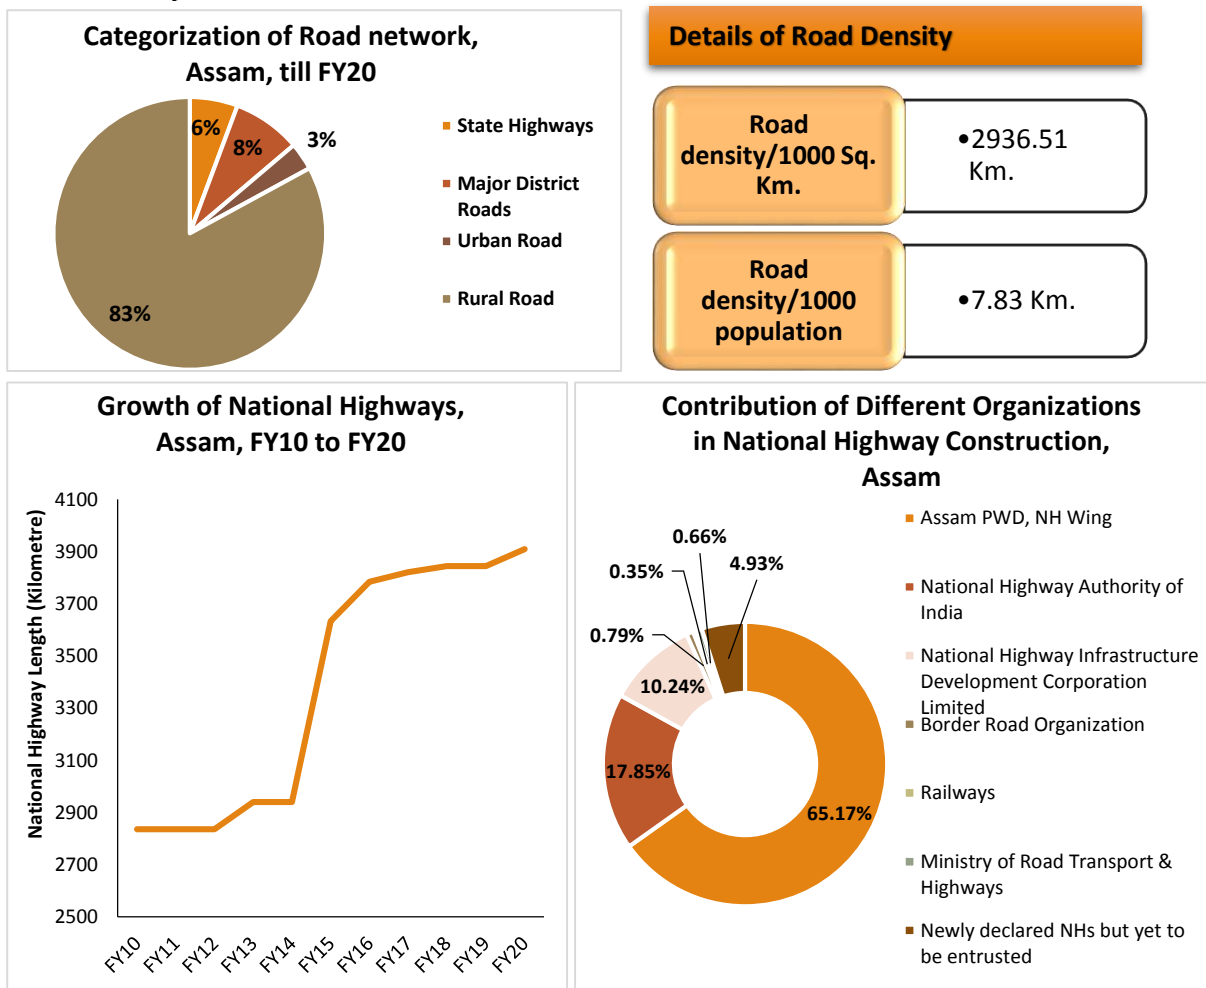 Categorization of Road network,
Assam, till FY20
6%
8%
3%
83%
State Highways
Major District
Roads
Urban Road
Rural Road
Details of Road Density
Road
density/1000 Sq.
Km.
•2936.51
Km.
Road
density/1000
population
•7.83 Km.
Growth of National Highways,
Assam, FY10 to FY20
National Highway Length (Kilometre)
4100
3900
3700
3500
3300
3100
2900
2700
2500
FY10
FY11
FY12
FY13
FY14
FY15
FY16
FY17
FY18
FY19
FY20
Contribution of Different Organizations
in National Highway Construction,
Assam
0.66%
4.93%
0.35%
0.79%
10.24%
17.85%
65.17%
Assam PWD, NH Wing
National Highway Authority of
India
National Highway Infrastructure
Development Corporation
Limited
Border Road Organization
Railways
Ministry of Road Transport &
Highways
Newly declared NHs but yet to
be entrusted